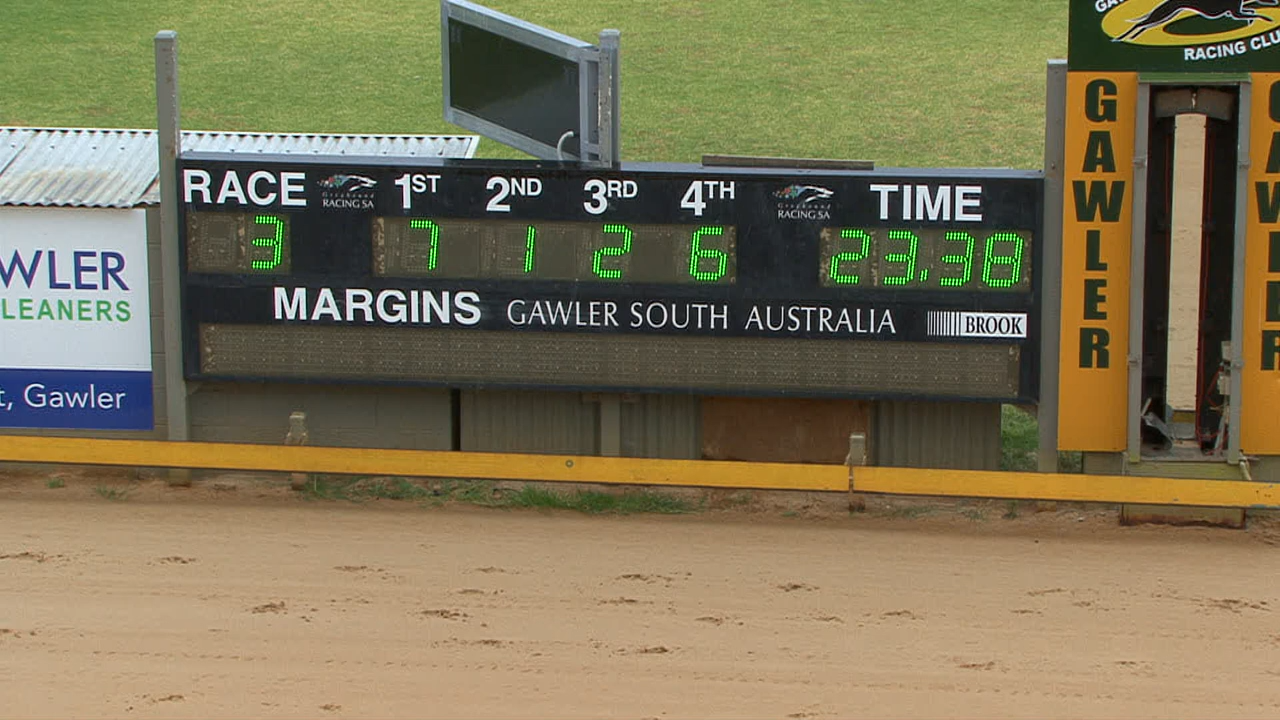 RACING CLU
GAWLER
RACE
Greyhound
RACING SA
1ST 2ND 3RD 4TH
Greyhound
RACING SA
TIME
3 7 1 2 6 23.38
MARGINS GAWLER SOUTH AUSTRALIA BROOK
WLER
LEANERS
t, Gawler